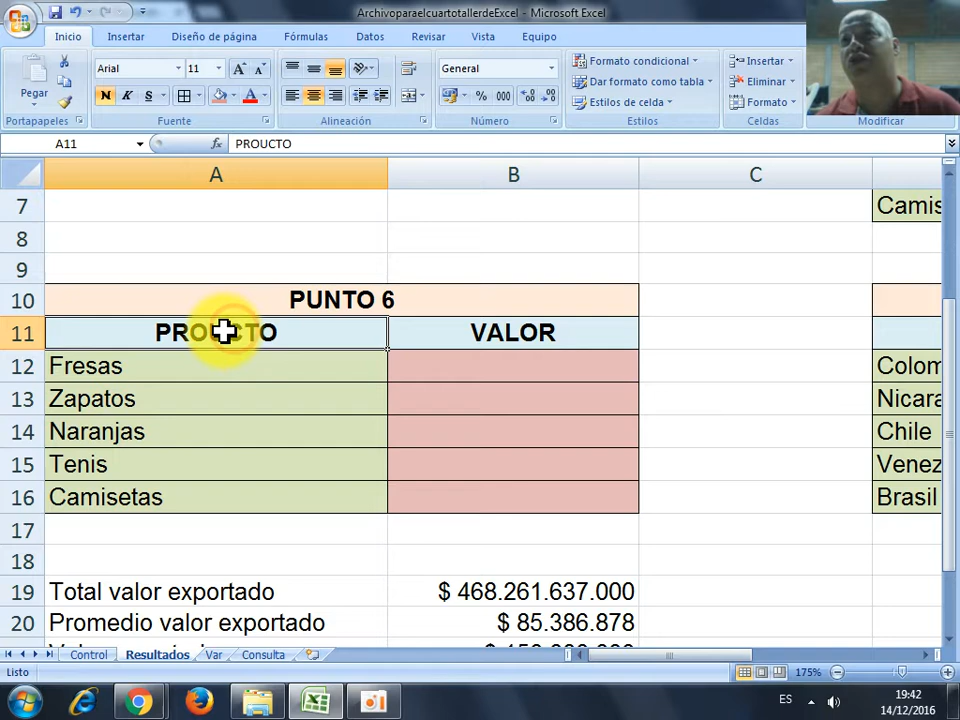 ArchivoparaelcuartotallerdeExcel - Microsoft Excel
Inicio Insertar Diseño de página Fórmulas Datos Revisar Vista Equipo
Pegar
Arial 11
N K S
General
% 000
Formato condicional
Dar formato como tabla
Estilos de celda
Insertar
Eliminar
Formato
Portapapeles Fuente Alineación Número Estilos Celdas Modificar
A11 fx PROUCTO
A B C
7 Camis
8
9
10 PUNTO 6
11 PROUCTO VALOR
12 Fresas Colom
13 Zapatos Nicara
14 Naranjas Chile
15 Tenis Venez
16 Camisetas Brasil
17
18
19 Total valor exportado $ 468.261.637.000
20 Promedio valor exportado $ 85.386.878
Control Resultados Var Consulta
Listo 175%
ES 19:42
14/12/2016